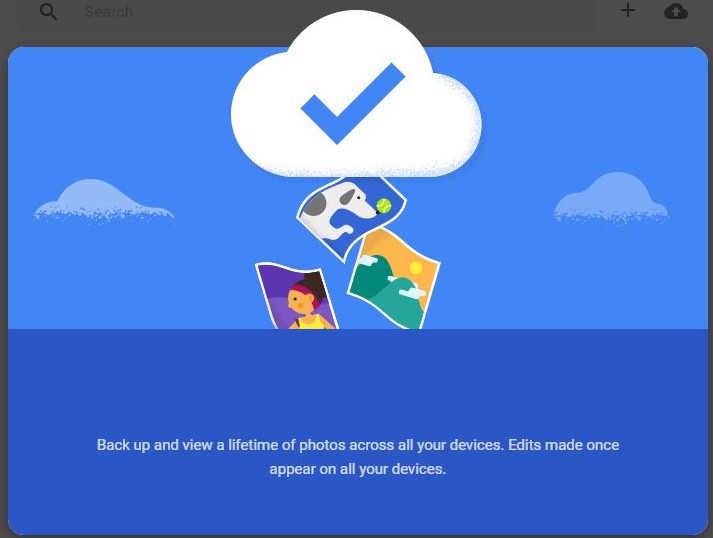 Search
Back up and view a lifetime of photos across all your devices. Edits made once
appear on all your devices.